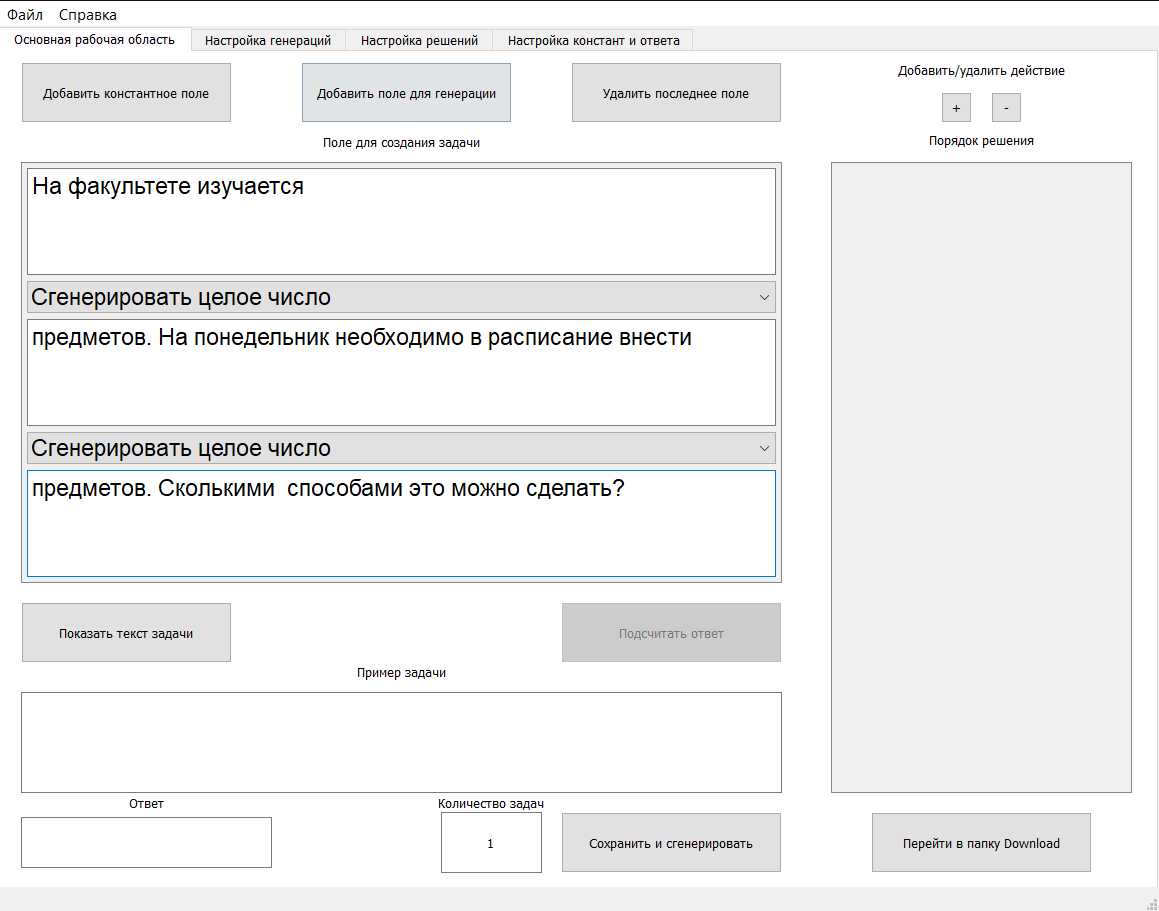 Файл Справка
Основная рабочая область Настройка генераций Настройка решений Настройка констант и ответа
Добавить константное поле Добавить поле для генерации Удалить последнее поле
Добавить/удалить действие
+ -
Поле для создания задачи
Порядок решения
На факультете изучается
Сгенерировать целое число
предметов. На понедельник необходимо в расписание внести
Сгенерировать целое число
предметов. Сколькими  способами это можно сделать?
Показать текст задачи Подсчитать ответ
Пример задачи
Ответ Количество задач
1 Сохранить и сгенерировать Перейти в папку Download